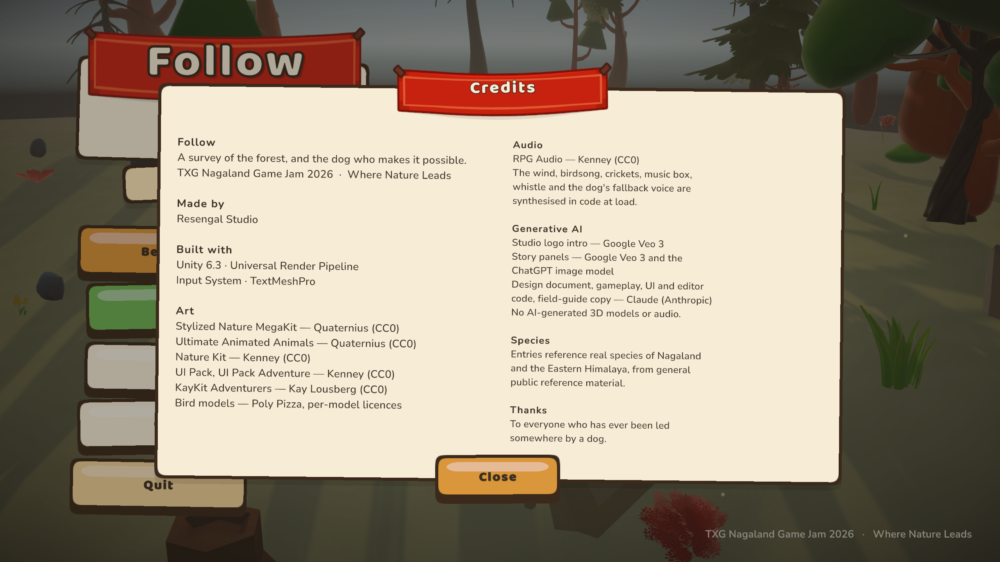 Follow
Credits
Follow
A survey of the forest, and the dog who makes it possible.
TXG Nagaland Game Jam 2026 · Where Nature Leads
Made by
Resengal Studio
Built with
Unity 6.3 · Universal Render Pipeline
Input System · TextMeshPro
Art
Stylized Nature MegaKit — Quaternius (CC0)
Ultimate Animated Animals — Quaternius (CC0)
Nature Kit — Kenney (CC0)
UI Pack, UI Pack Adventure — Kenney (CC0)
KayKit Adventurers — Kay Lousberg (CC0)
Bird models — Poly Pizza, per-model licences
Audio
RPG Audio — Kenney (CC0)
The wind, birdsong, crickets, music box,
whistle and the dog's fallback voice are
synthesised in code at load.
Generative AI
Studio logo intro — Google Veo 3
Story panels — Google Veo 3 and the
ChatGPT image model
Design document, gameplay, UI and editor
code, field-guide copy — Claude (Anthropic)
No AI-generated 3D models or audio.
Species
Entries reference real species of Nagaland
and the Eastern Himalaya, from general
public reference material.
Thanks
To everyone who has ever been led
somewhere by a dog.
Close
Quit
TXG Nagaland Game Jam 2026 · Where Nature Leads